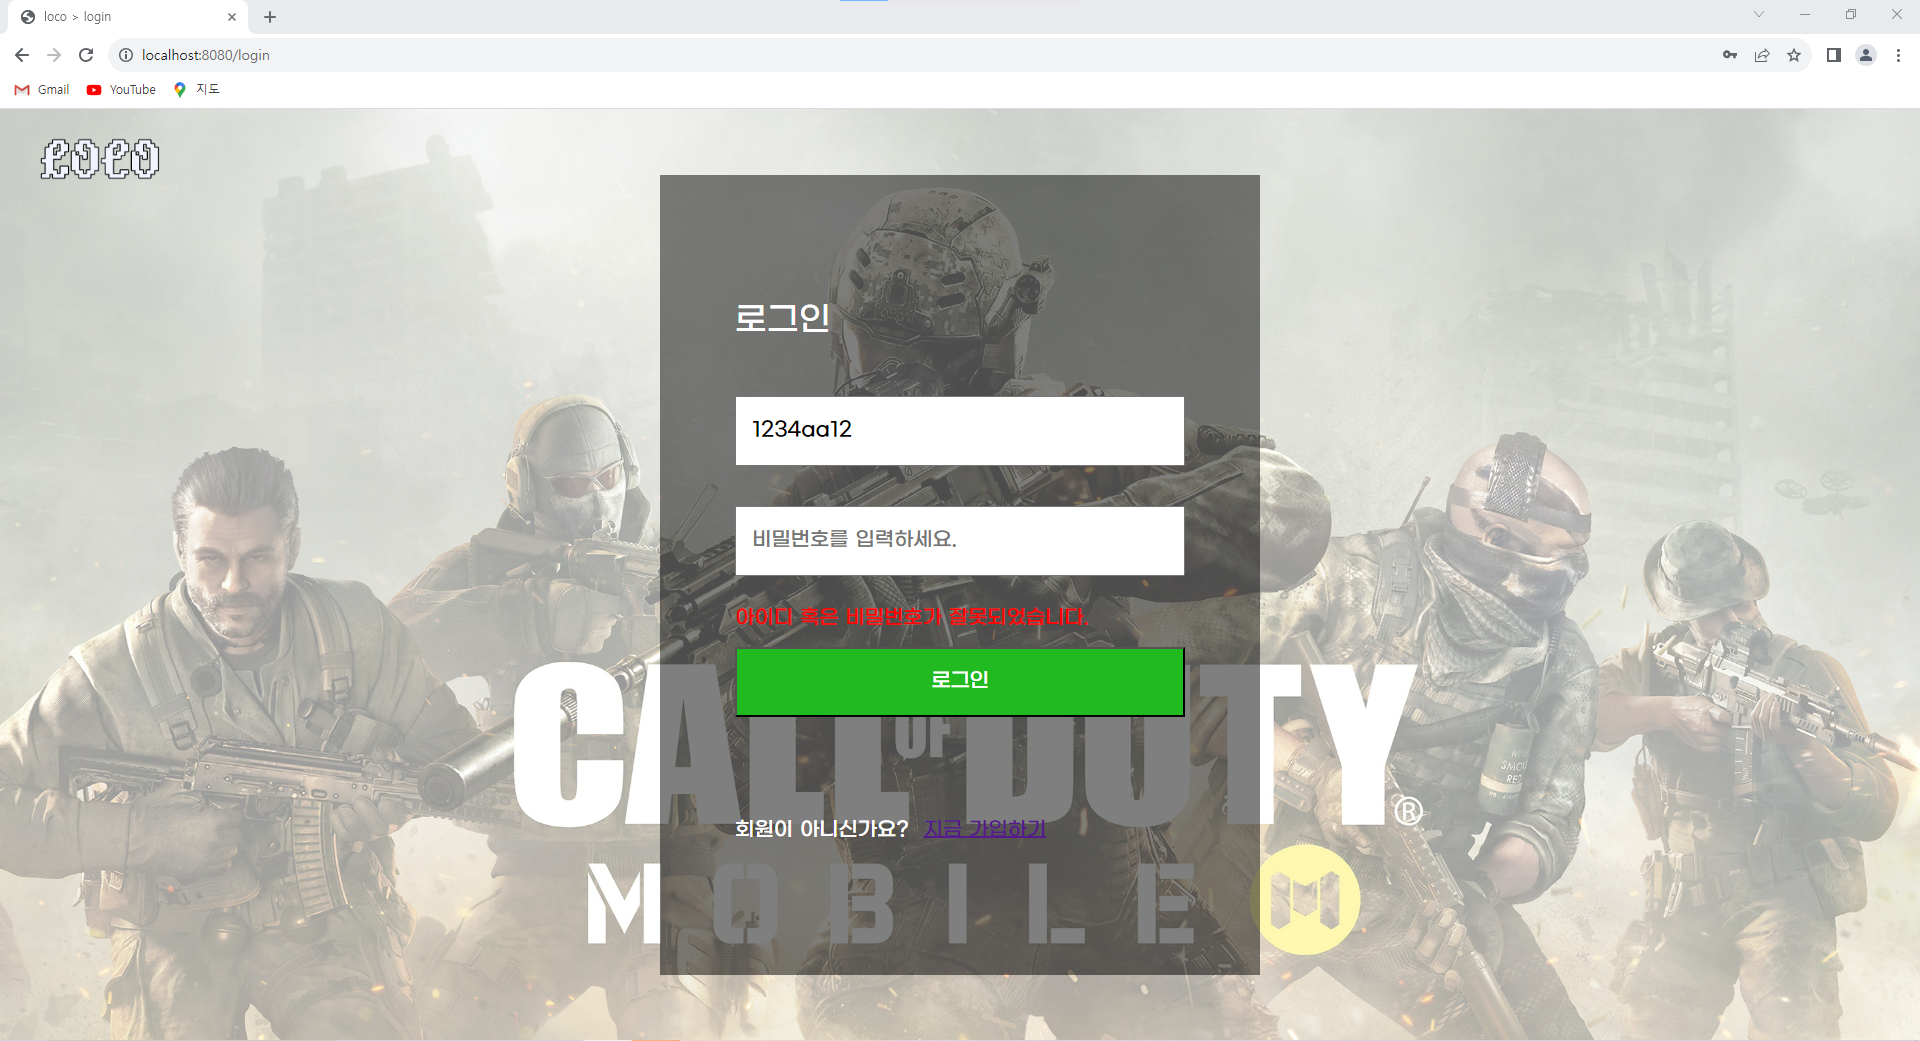 loco > login
localhost:8080/login
Gmail
YouTube
지도
LOCO
로그인
1234aa12
비밀번호를 입력하세요.
아이디 혹은 비밀번호가 잘못되었습니다.
로그인
CALL OF DUTY®
SMOKE
RED
회원이 아니신가요? 지금 가입하기
MOBILE